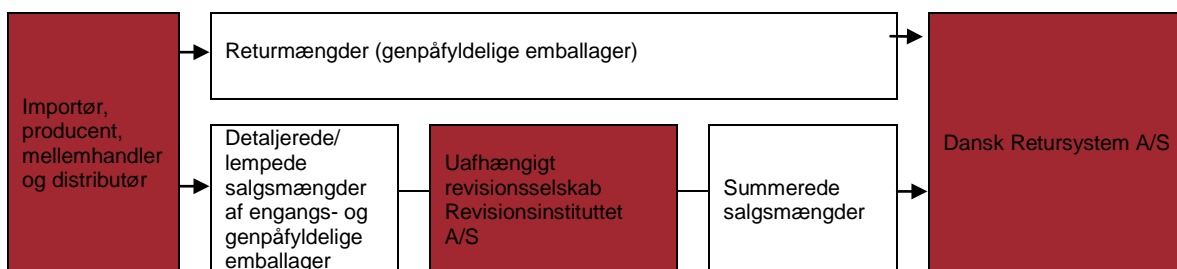 Importør,
producent,
mellemhandler
og distributør
Returmængder (genpåfyldelige emballager)
Detaljerede/
lempede
salgsmængder
af engangs- og
genpåfyldelige
emballager
Uafhængigt
revisionsselskab
Revisionsinstituttet
A/S
Summerede
salgsmængder
Dansk Retursystem A/S